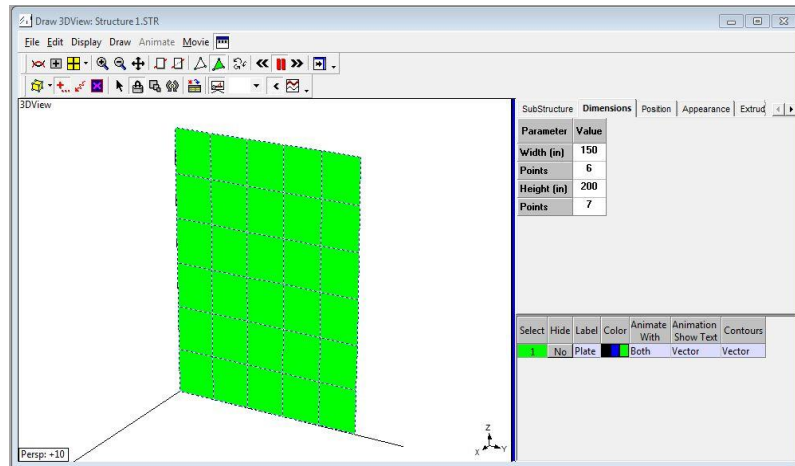 Draw 3DView: Structure 1.STR
File Edit Display Draw Animate Movie
3DView
SubStructure Dimensions Position Appearance Extrud
Parameter Value
Width (in) 150
Points 6
Height (in) 200
Points 7
Select Hide Label Color Animate With Animation Show Text Contours
1 No Plate Both Vector Vector
Z
X Y
Persp: +10